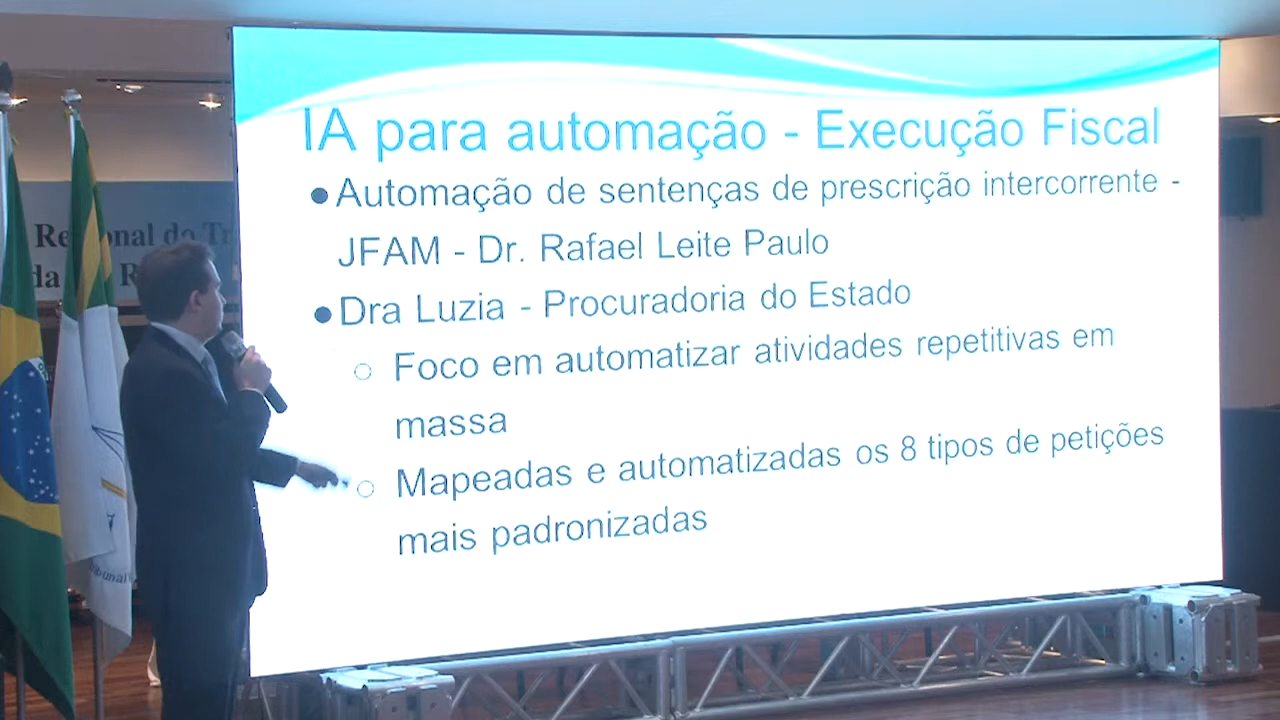 IA para automação - Execução Fiscal
●Automação de sentenças de prescrição intercorrente -
JFAM - Dr. Rafael Leite Paulo
●Dra Luzia - Procuradoria do Estado
○ Foco em automatizar atividades repetitivas em
massa
○ Mapeadas e automatizadas os 8 tipos de petições
mais padronizadas